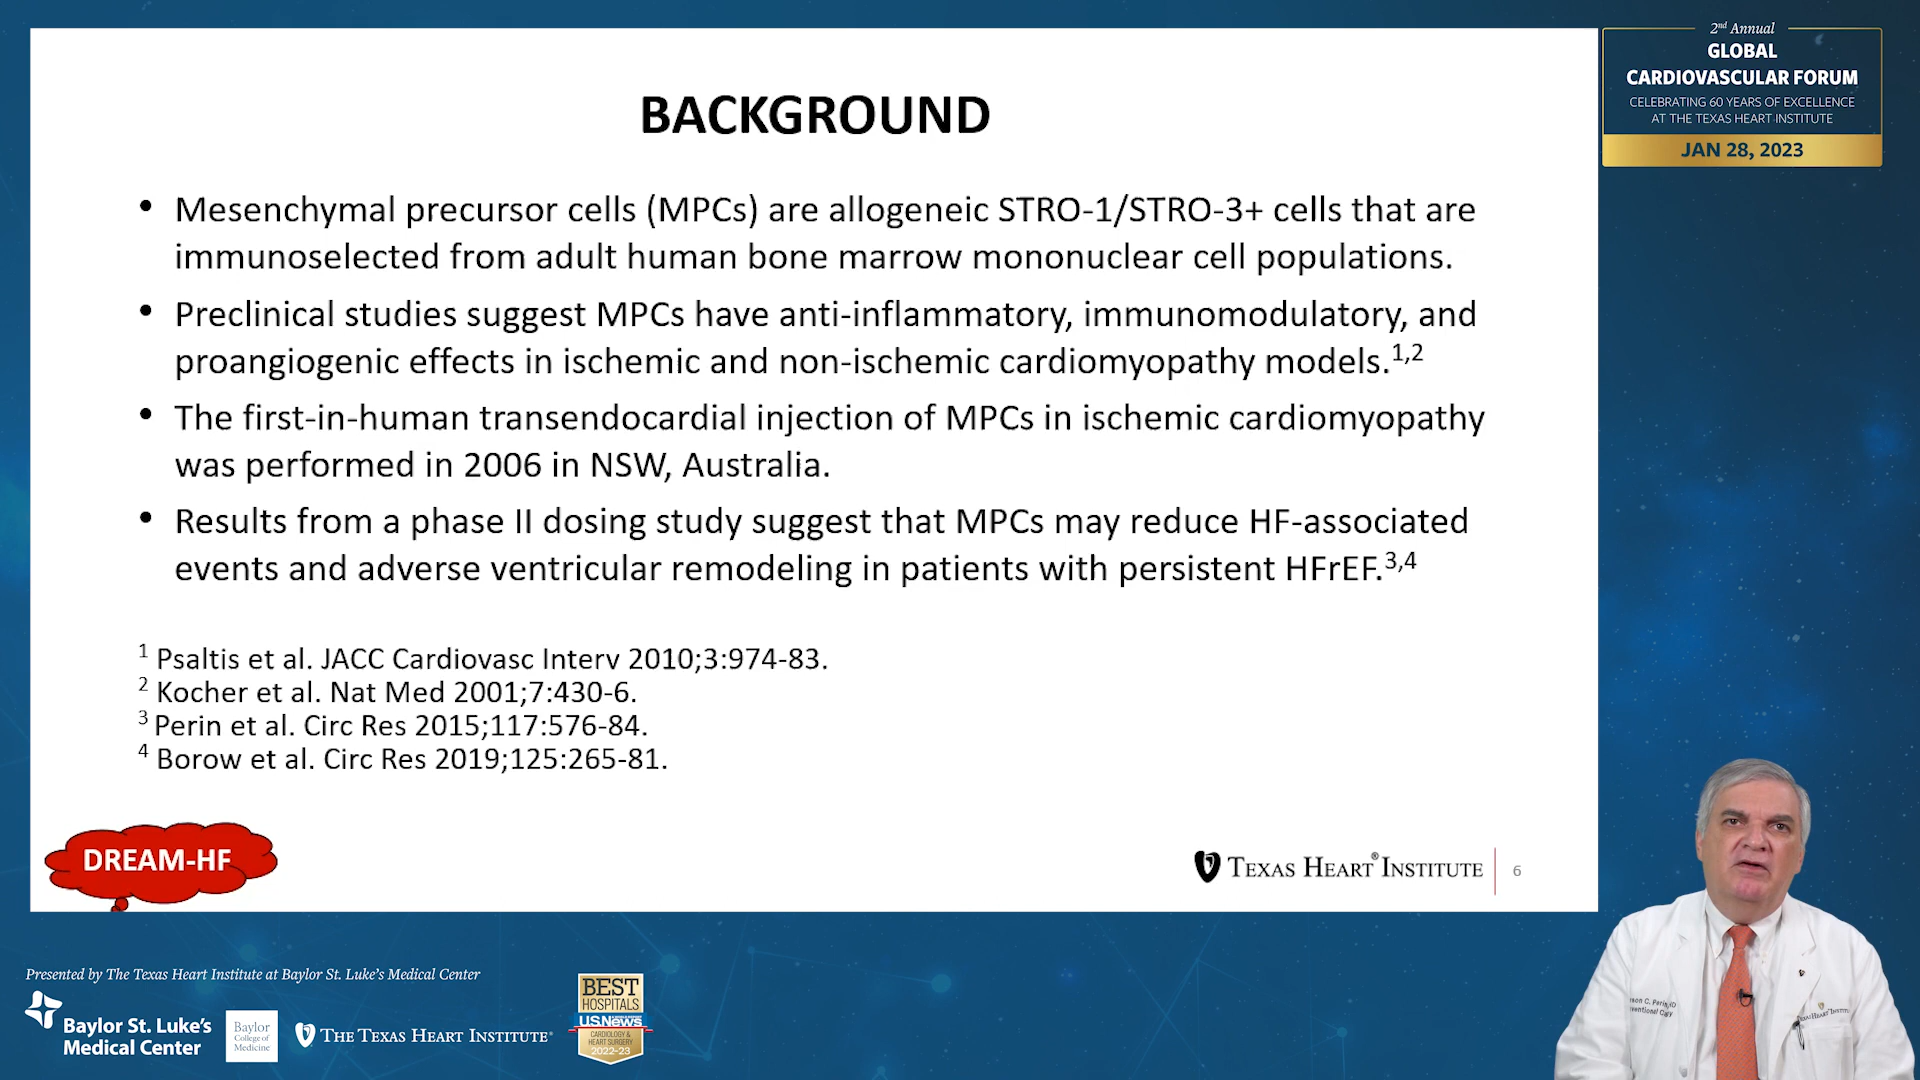 BACKGROUND
• Mesenchymal precursor cells (MPCs) are allogeneic STRO-1/STRO-3+ cells that are
immunoselected from adult human bone marrow mononuclear cell populations.
• Preclinical studies suggest MPCs have anti-inflammatory, immunomodulatory, and
proangiogenic effects in ischemic and non-ischemic cardiomyopathy models.1,2
• The first-in-human transendocardial injection of MPCs in ischemic cardiomyopathy
was performed in 2006 in NSW, Australia.
• Results from a phase II dosing study suggest that MPCs may reduce HF-associated
events and adverse ventricular remodeling in patients with persistent HFrEF.3,4
1 Psaltis et al. JACC Cardiovasc Interv 2010;3:974-83.
2 Kocher et al. Nat Med 2001;7:430-6.
3 Perin et al. Circ Res 2015;117:576-84.
4 Borow et al. Circ Res 2019;125:265-81.
DREAM-HF
TEXAS HEART® INSTITUTE
6
2nd Annual
GLOBAL
CARDIOVASCULAR FORUM
CELEBRATING 60 YEARS OF EXCELLENCE
AT THE TEXAS HEART INSTITUTE
JAN 28, 2023
Presented by The Texas Heart Institute at Baylor St. Luke's Medical Center
Baylor St. Luke's
Medical Center
Baylor
College of
Medicine
THE TEXAS HEART INSTITUTE®
BEST
HOSPITALS
U.S.News
CARDIOLOGY &
HEART SURGERY
2022-23
son C. Perin, MD